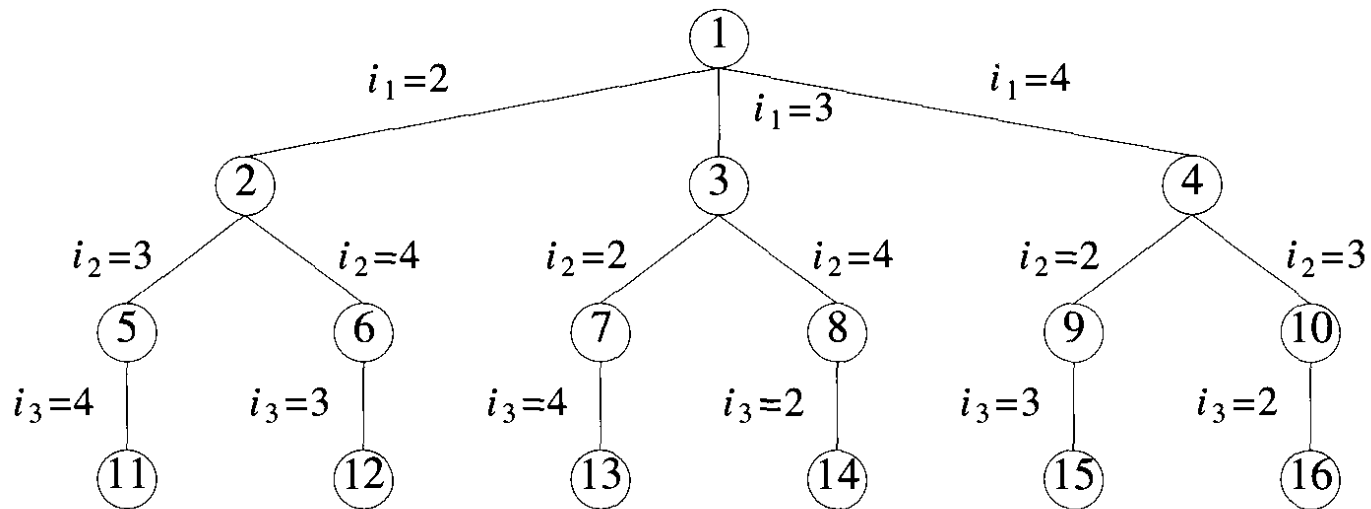 1
i₁=2
i₁=3
i₁=4
2
3
4
i₂=3
i₂=4
i₂=2
i₂=4
i₂=2
i₂=3
5
6
7
8
9
10
i₃=4
i₃=3
i₃=4
i₃=2
i₃=3
i₃=2
11
12
13
14
15
16